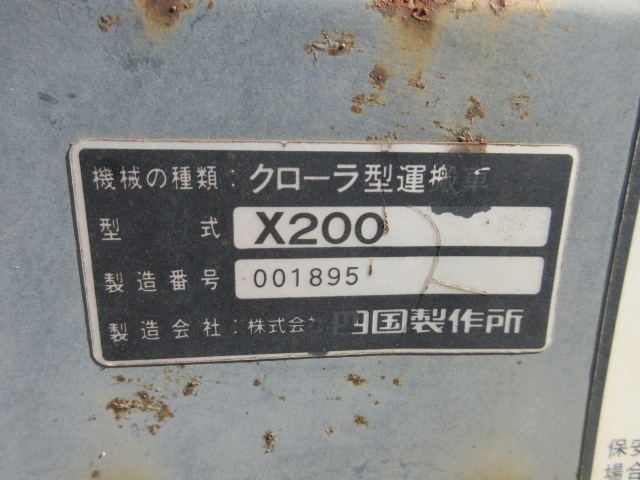 機械の種類：クローラ型運搬車
型式 X200
製造番号 001895
製造会社：株式会社四国製作所
保安
場合